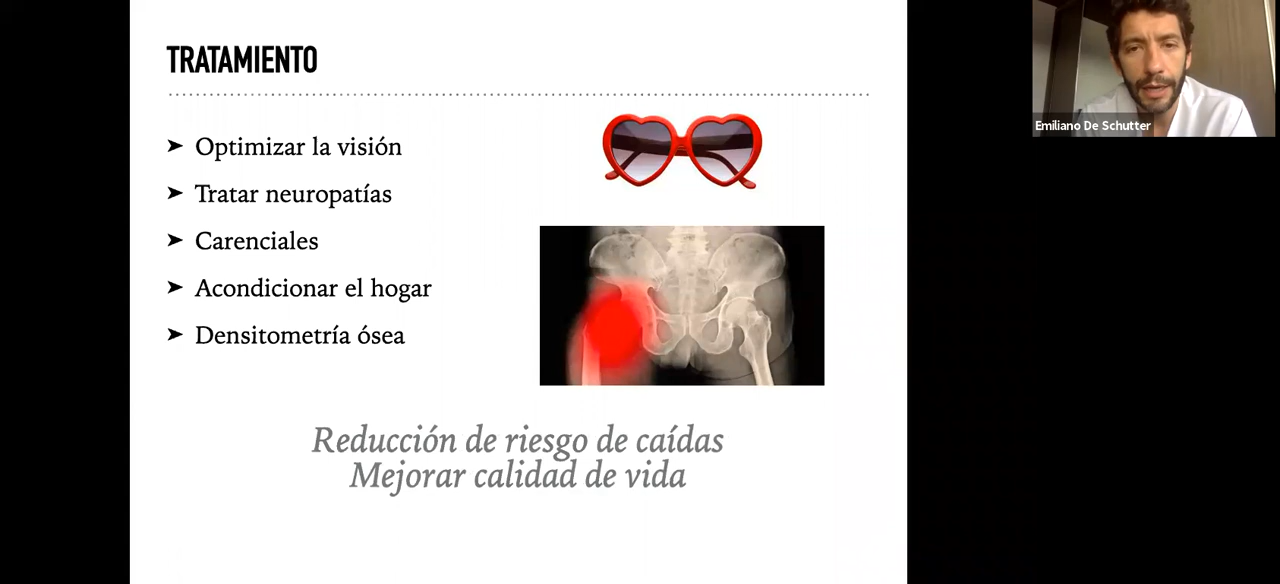 TRATAMIENTO
Optimizar la visión
Tratar neuropatías
Carenciales
Acondicionar el hogar
Densitometría ósea
Reducción de riesgo de caídas
Mejorar calidad de vida
Emiliano De Schutter